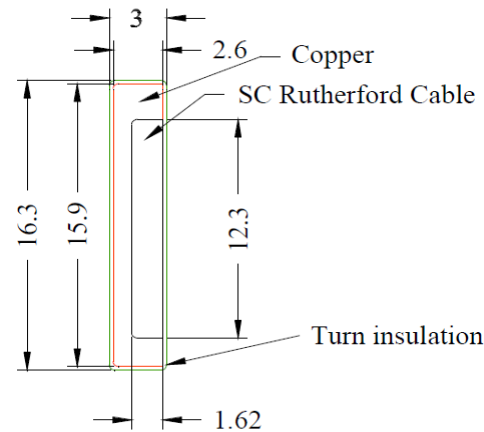 3
2.6
Copper
SC Rutherford Cable
16.3
15.9
12.3
Turn insulation
1.62